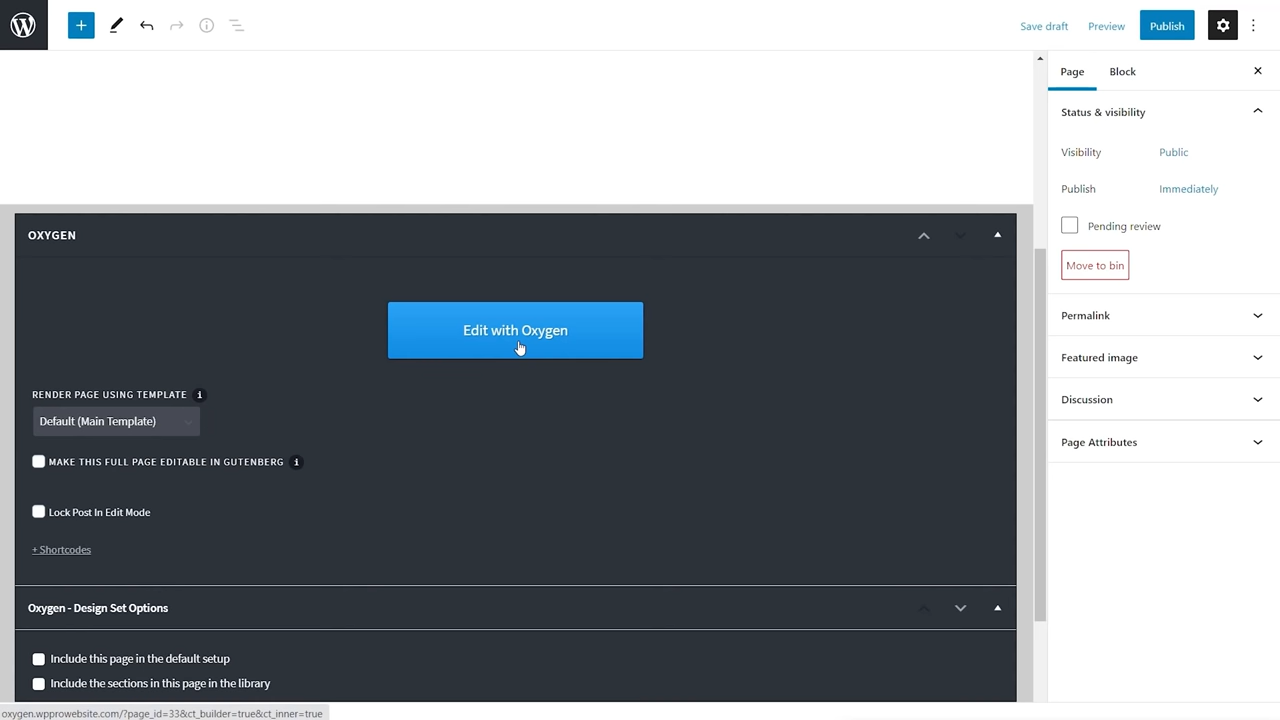 Save draft
Preview
Publish
Page
Block
Status & visibility
Visibility
Public
Publish
Immediately
Pending review
Move to bin
Permalink
Featured image
Discussion
Page Attributes
OXYGEN
Edit with Oxygen
RENDER PAGE USING TEMPLATE
Default (Main Template)
MAKE THIS FULL PAGE EDITABLE IN GUTENBERG
Lock Post In Edit Mode
+ Shortcodes
Oxygen - Design Set Options
Include this page in the default setup
Include the sections in this page in the library
oxygen.wpprowebsite.com/?page_id=33&ct_builder=true&ct_inner=true